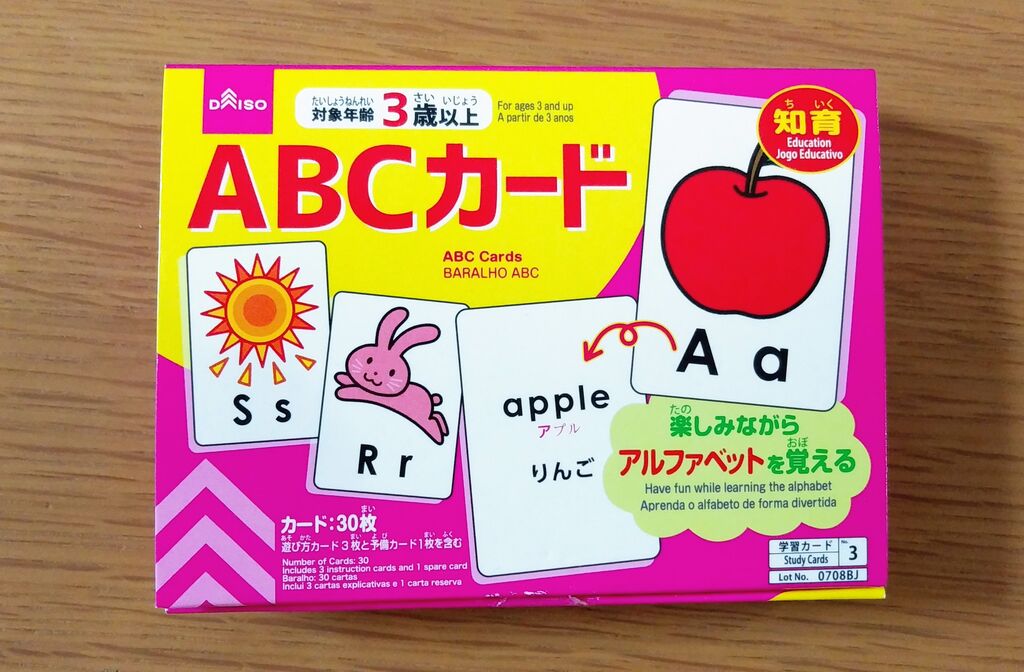 DAISO
たいしょうねんれい さい いじょう
対象年齢 3歳以上
For ages 3 and up
A partir de 3 anos
ちいく
知育
Education
Jogo Educativo
ABCカード
ABC Cards
BARALHO ABC
S s
R r
apple
アプル
りんご
A a
たの
楽しみながら
おぼ
アルファベットを覚える
Have fun while learning the alphabet
Aprenda o alfabeto de forma divertida
まい
カード:30枚
あそ かた まい よび まい ふく
遊び方カード3枚と予備カード1枚を含む
Number of Cards: 30
Includes 3 instruction cards and 1 spare card
Baralho: 30 cartas
Inclui 3 cartas explicativas e 1 carta reserva
学習カード
Study Cards
No. 3
Lot No. 0708BJ